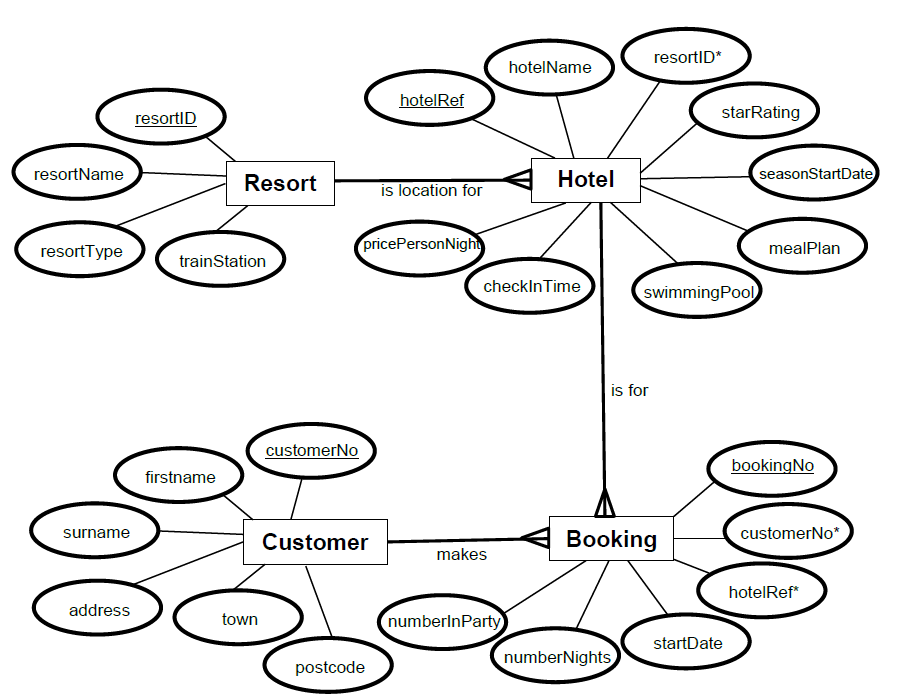 hotelName
resortID*
hotelRef
starRating
resortID
resortName
Resort
is location for
Hotel
seasonStartDate
resortType
trainStation
pricePersonNight
mealPlan
checkInTime
swimmingPool
is for
customerNo
firstname
bookingNo
surname
customerNo*
Customer
makes
Booking
hotelRef*
address
town
numberInParty
startDate
postcode
numberNights